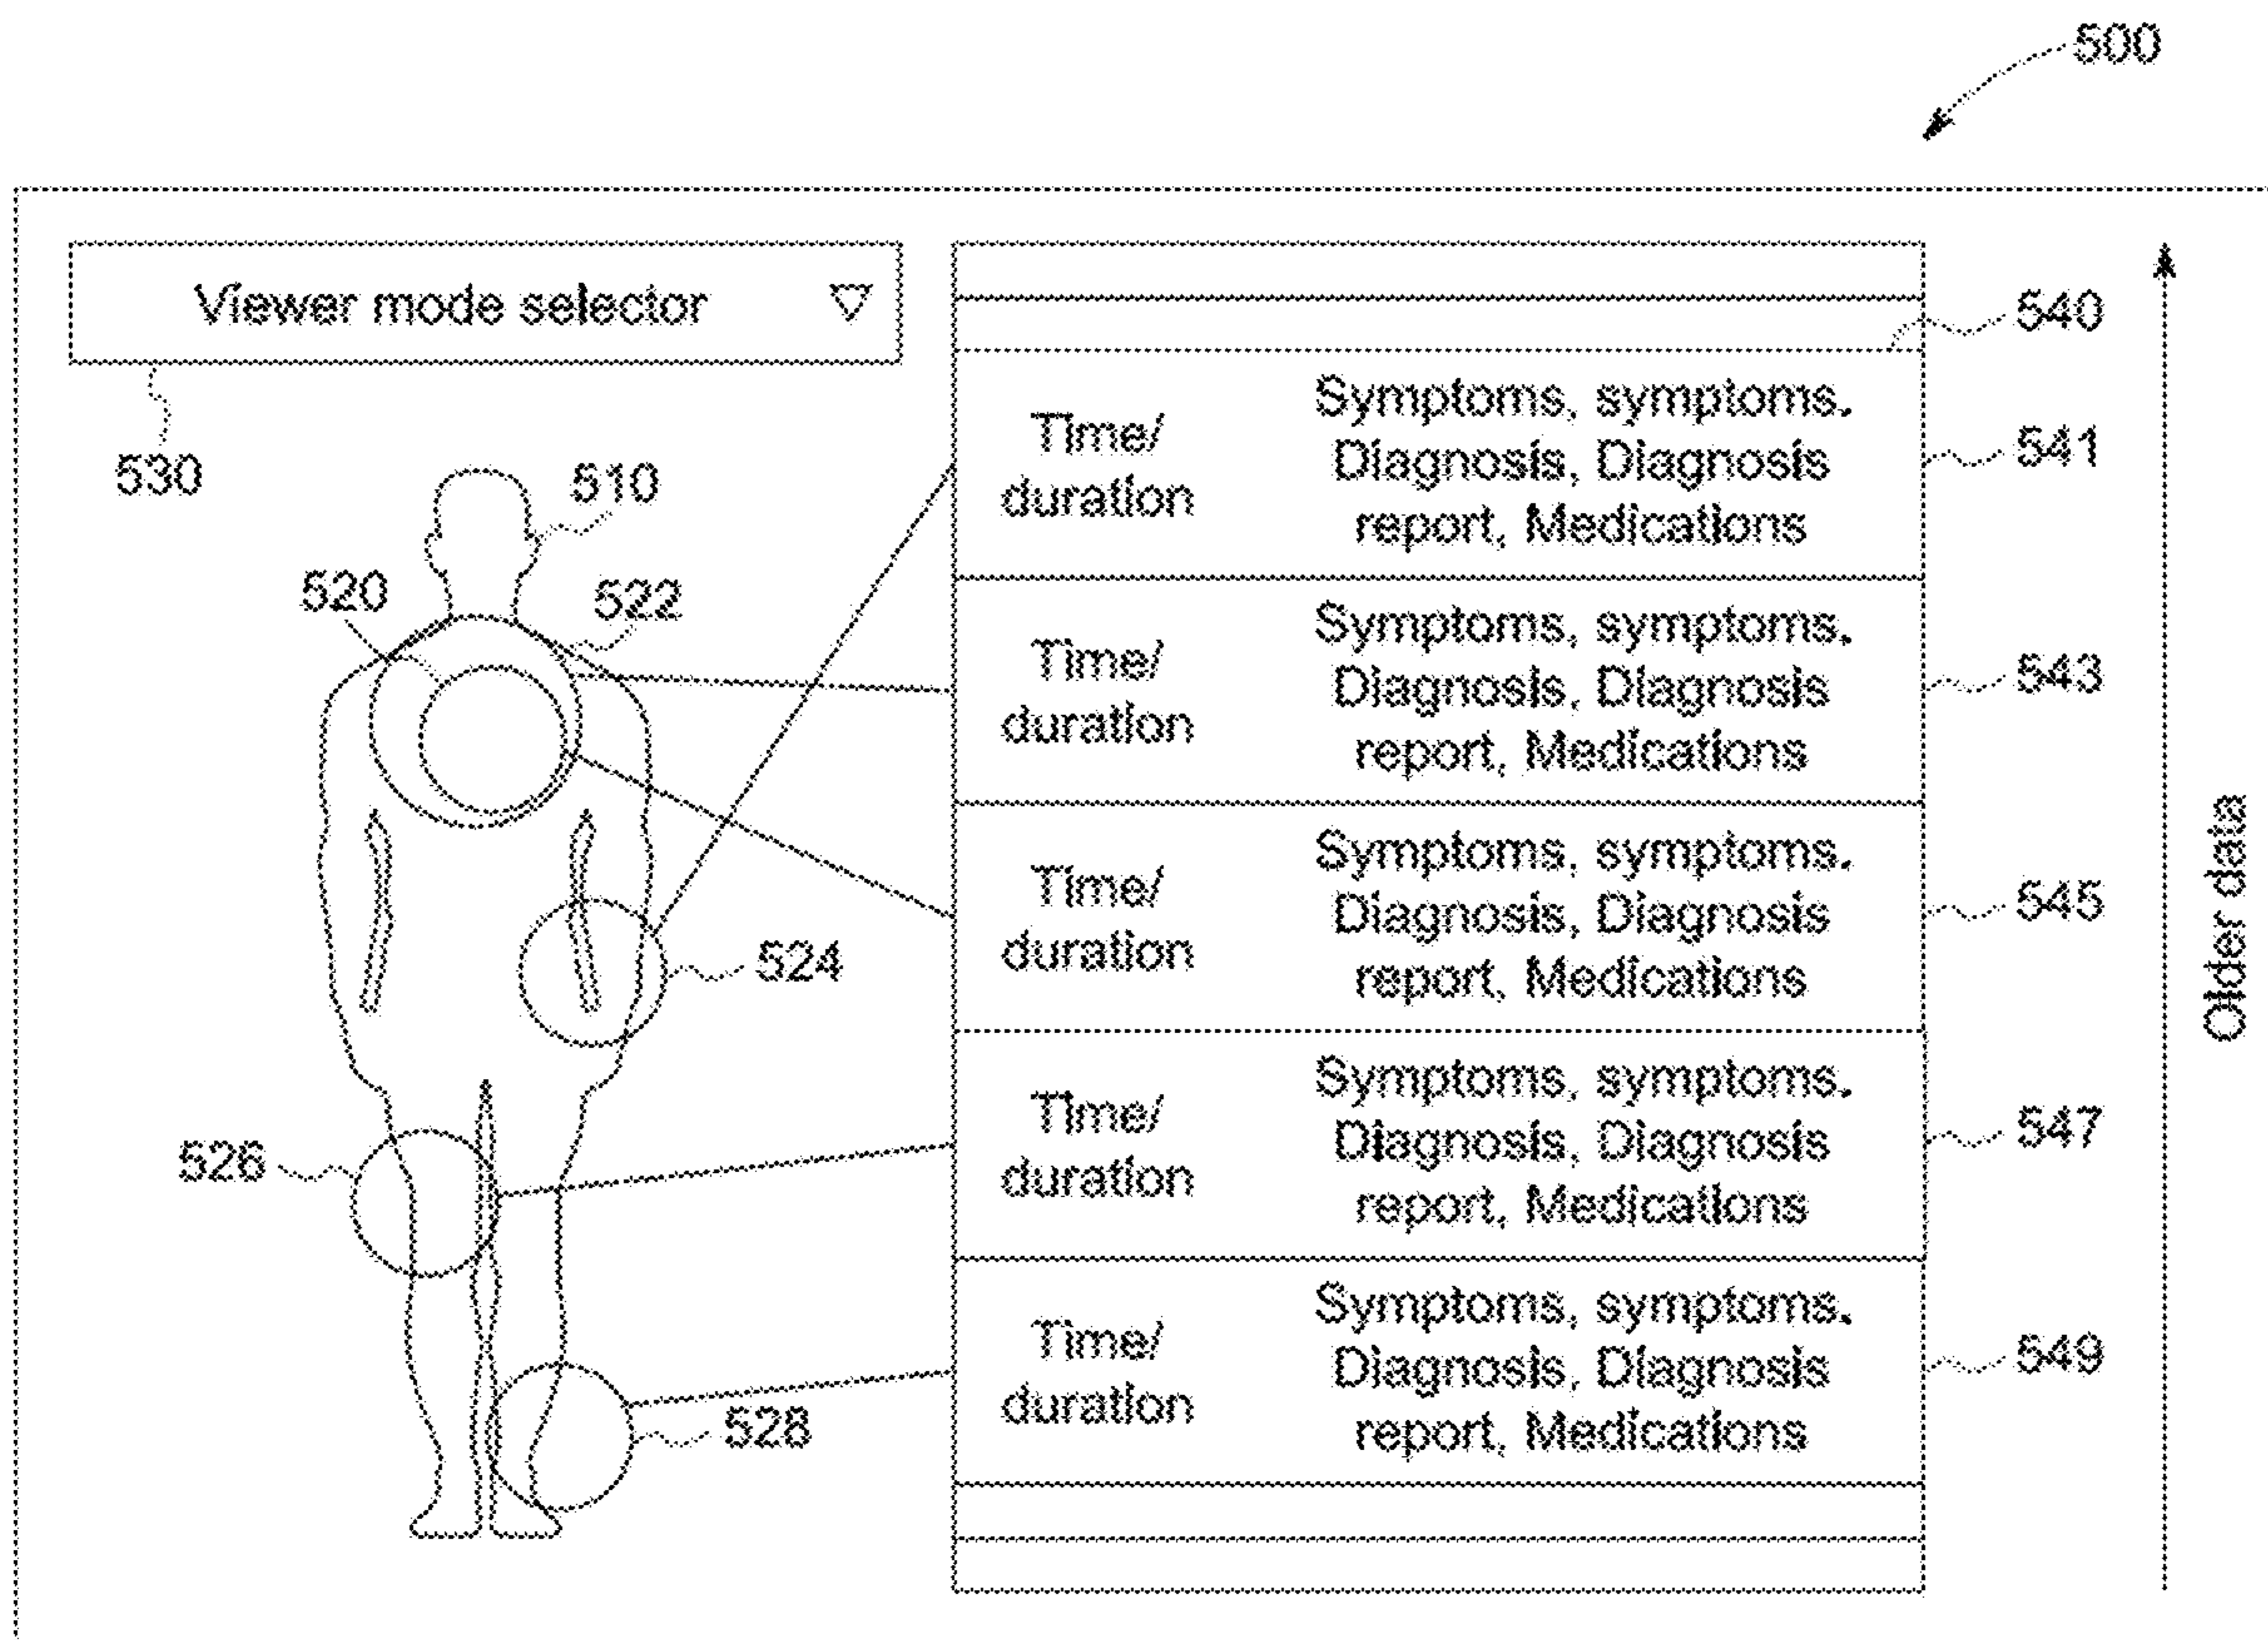 500
Viewer mode selector
530
510
520
522
524
526
528
540
Time/
duration
Symptoms, symptoms.
Diagnosis, Diagnosis
report, Medications
541
Time/
duration
Symptoms, symptoms.
Diagnosis, Diagnosis
report, Medications
543
Time/
duration
Symptoms, symptoms.
Diagnosis, Diagnosis
report, Medications
545
Time/
duration
Symptoms, symptoms.
Diagnosis, Diagnosis
report, Medications
547
Time/
duration
Symptoms, symptoms.
Diagnosis, Diagnosis
report, Medications
549
Older data